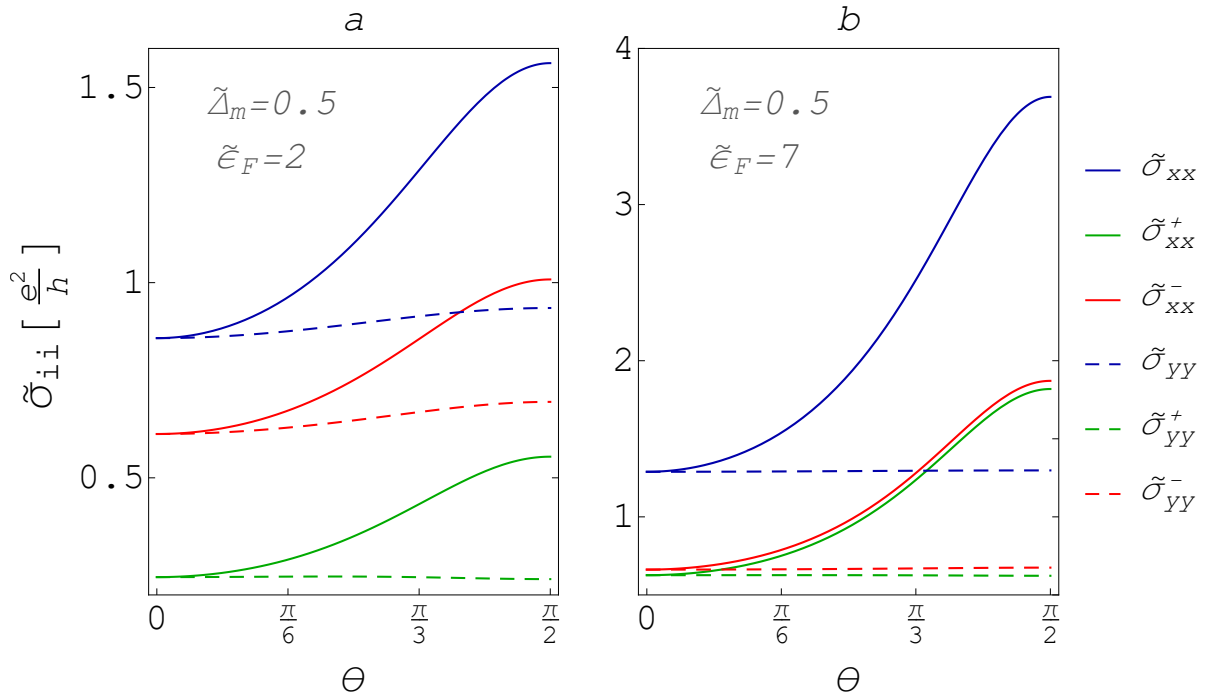 a
b
σ̃ii [ e²/h ]
1.5
1
0.5
Δ̃m=0.5
ϵ̃F=2
0
π/6
π/3
π/2
θ
4
3
2
1
Δ̃m=0.5
ϵ̃F=7
0
π/6
π/3
π/2
θ
σ̃xx
σ̃⁺xx
σ̃⁻xx
σ̃yy
σ̃⁺yy
σ̃⁻yy